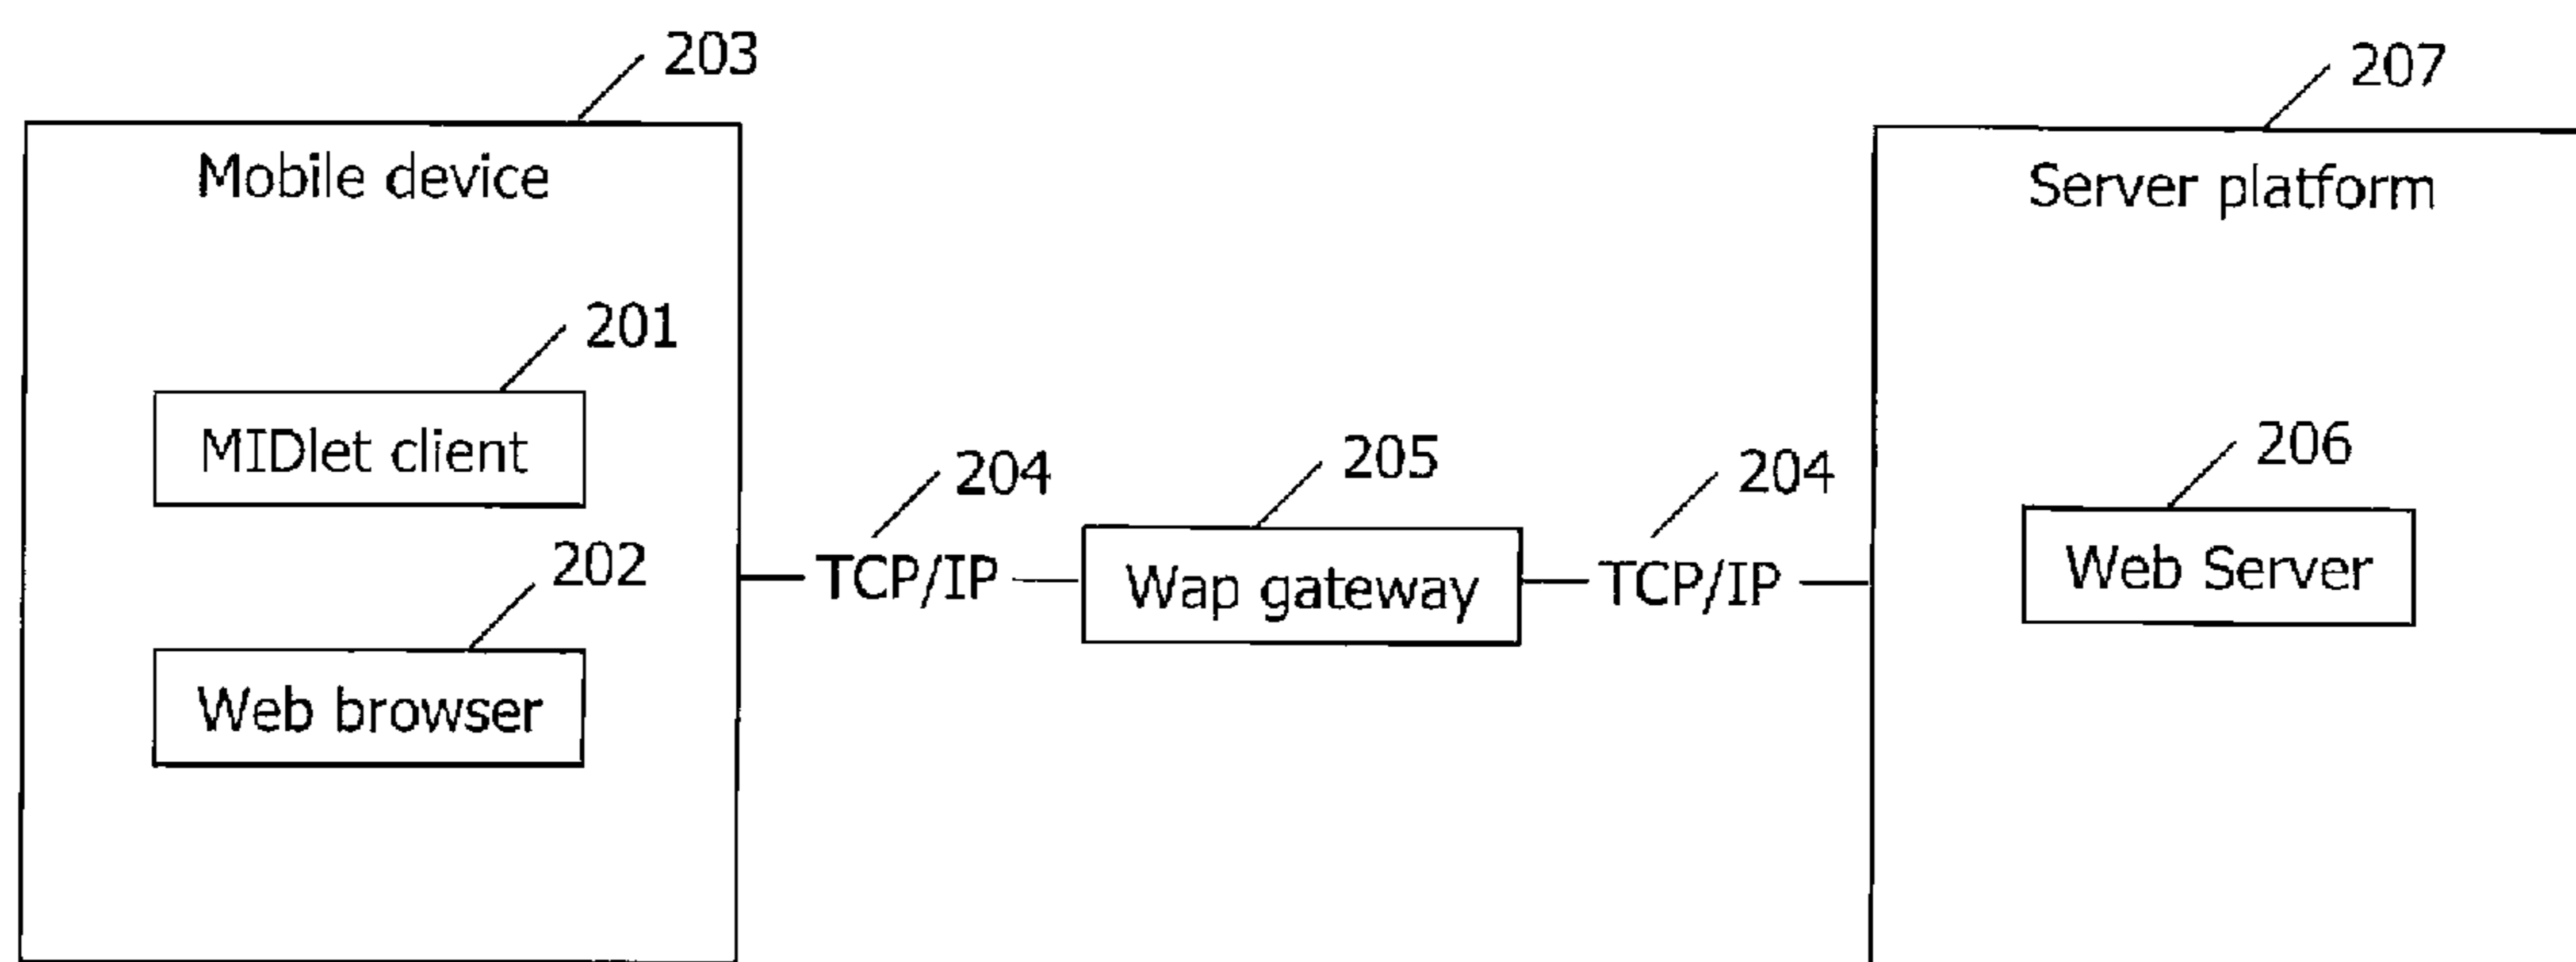 203
207
Mobile device
Server platform
201
MIDlet client
204
205
204
206
202
TCP/IP
Wap gateway
TCP/IP
Web Server
Web browser